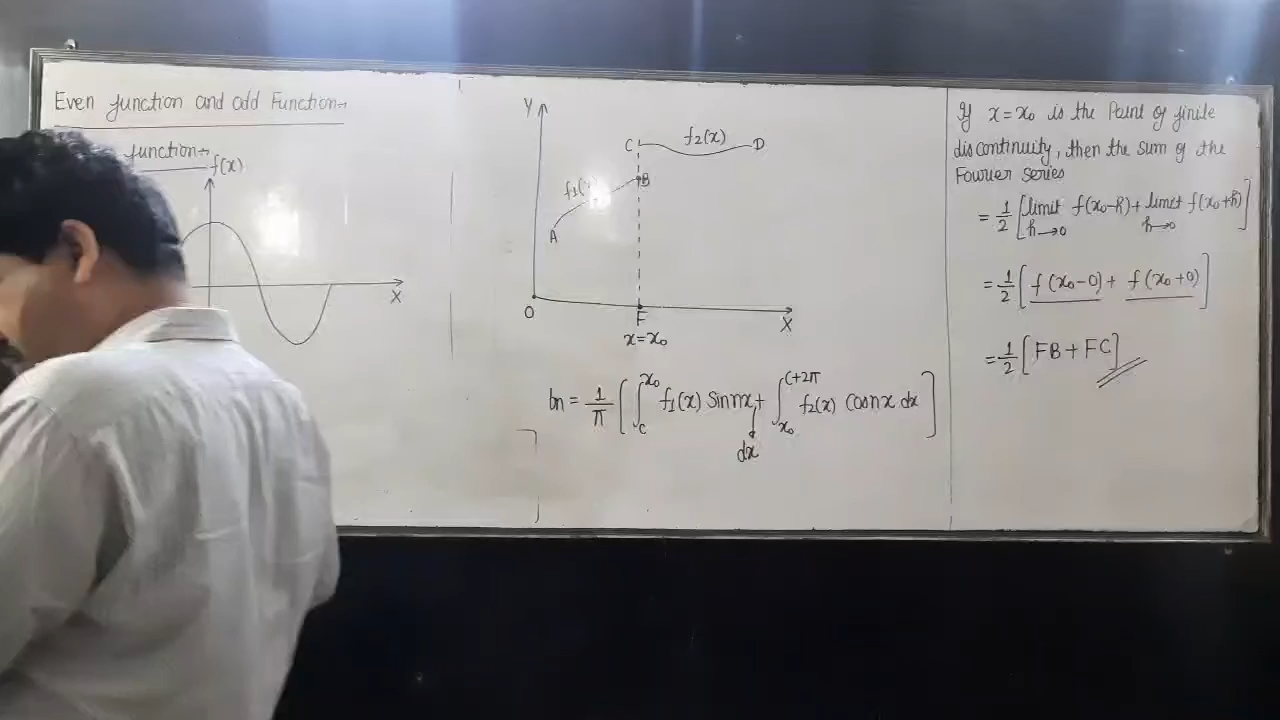 Even function and odd Function→
function→
f(x)
X
Y
C
f₂(x)
D
B
A
O
F
X
x=x₀
bn = 1/π [∫_c^x₀ f₁(x) Sinnx + ∫_x₀^(C+2π) f₂(x) Cosnx dx]
dx
If x=x₀ is the Point of finite
discontinuity, then the sum of the
Fourier series
= 1/2 [limit h→0 f(x₀-h) + limit h→0 f(x₀+h)]
= 1/2 [f(x₀-0) + f(x₀+0)]
= 1/2 [FB + FC]